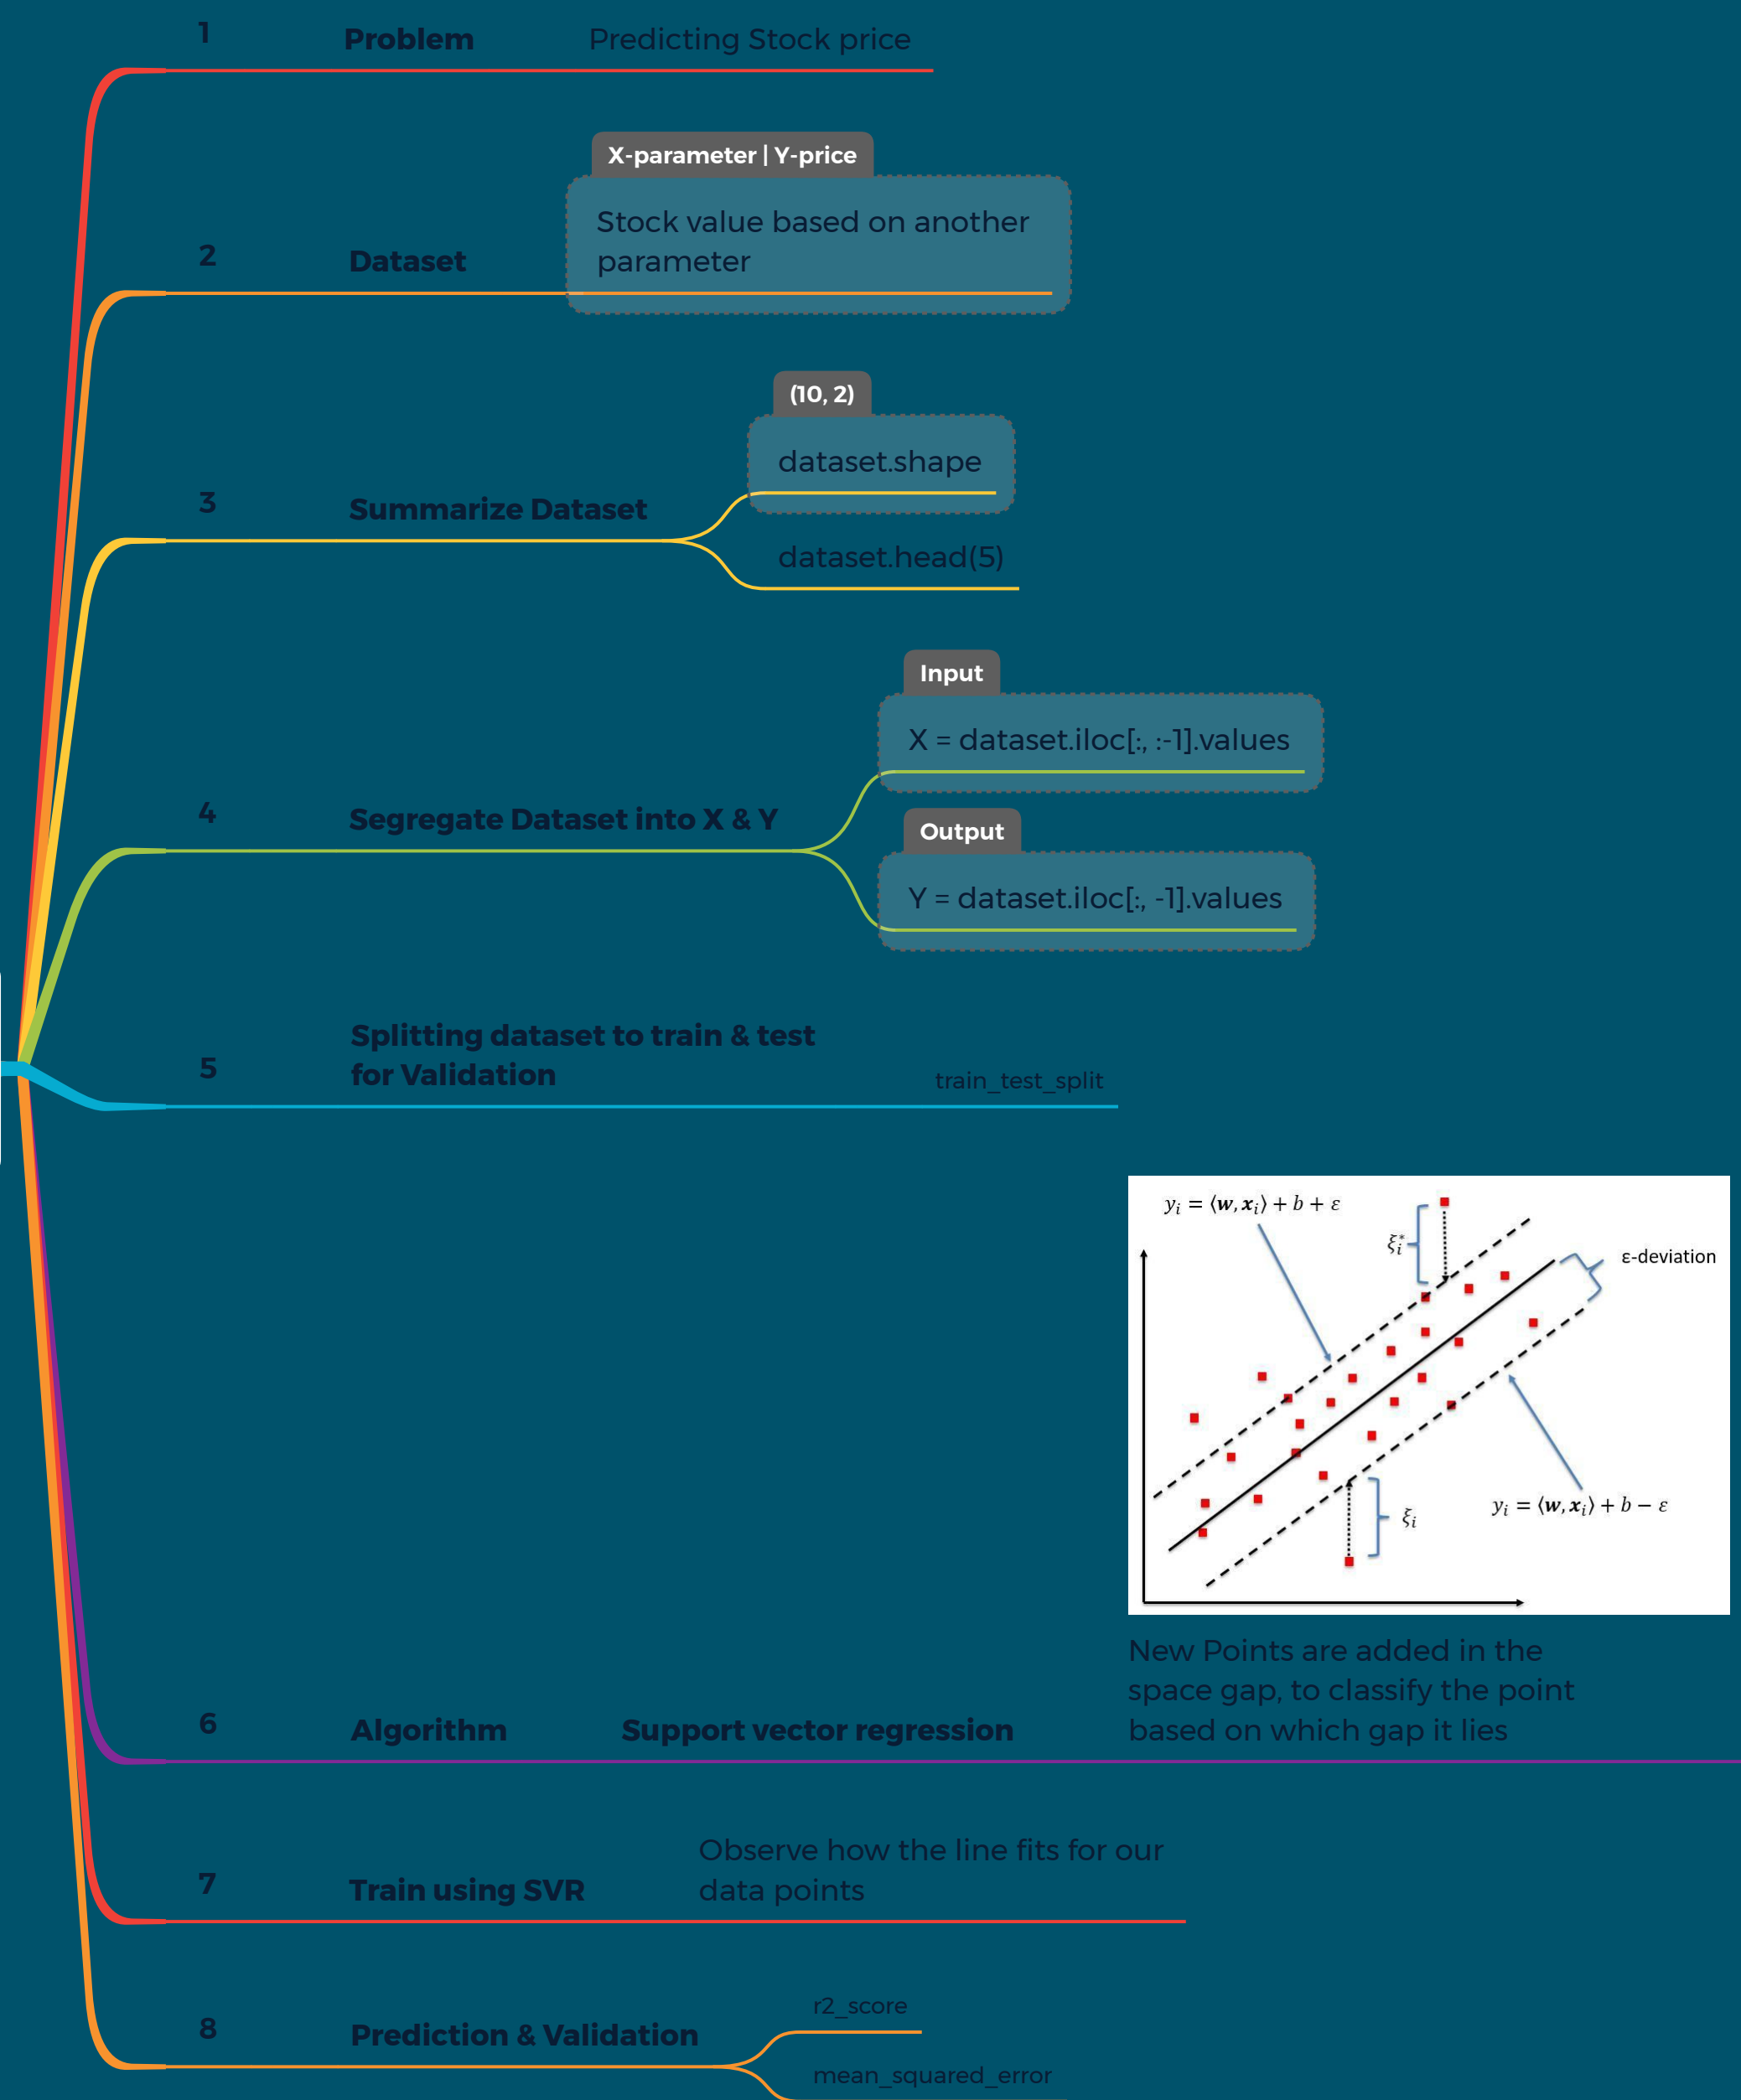 1
Problem
Predicting Stock price
X-parameter | Y-price
Stock value based on another
parameter
2
Dataset
(10, 2)
dataset.shape
3
Summarize Dataset
dataset.head(5)
Input
X = dataset.iloc[:, :-1].values
4
Segregate Dataset into X & Y
Output
Y = dataset.iloc[:, -1].values
5
Splitting dataset to train & test
for Validation
train_test_split
yᵢ = ⟨w, xᵢ⟩ + b + ε
ξᵢ*
ε-deviation
yᵢ = ⟨w, xᵢ⟩ + b − ε
ξᵢ
New Points are added in the
space gap, to classify the point
based on which gap it lies
6
Algorithm
Support vector regression
7
Train using SVR
Observe how the line fits for our
data points
8
Prediction & Validation
r2_score
mean_squared_error